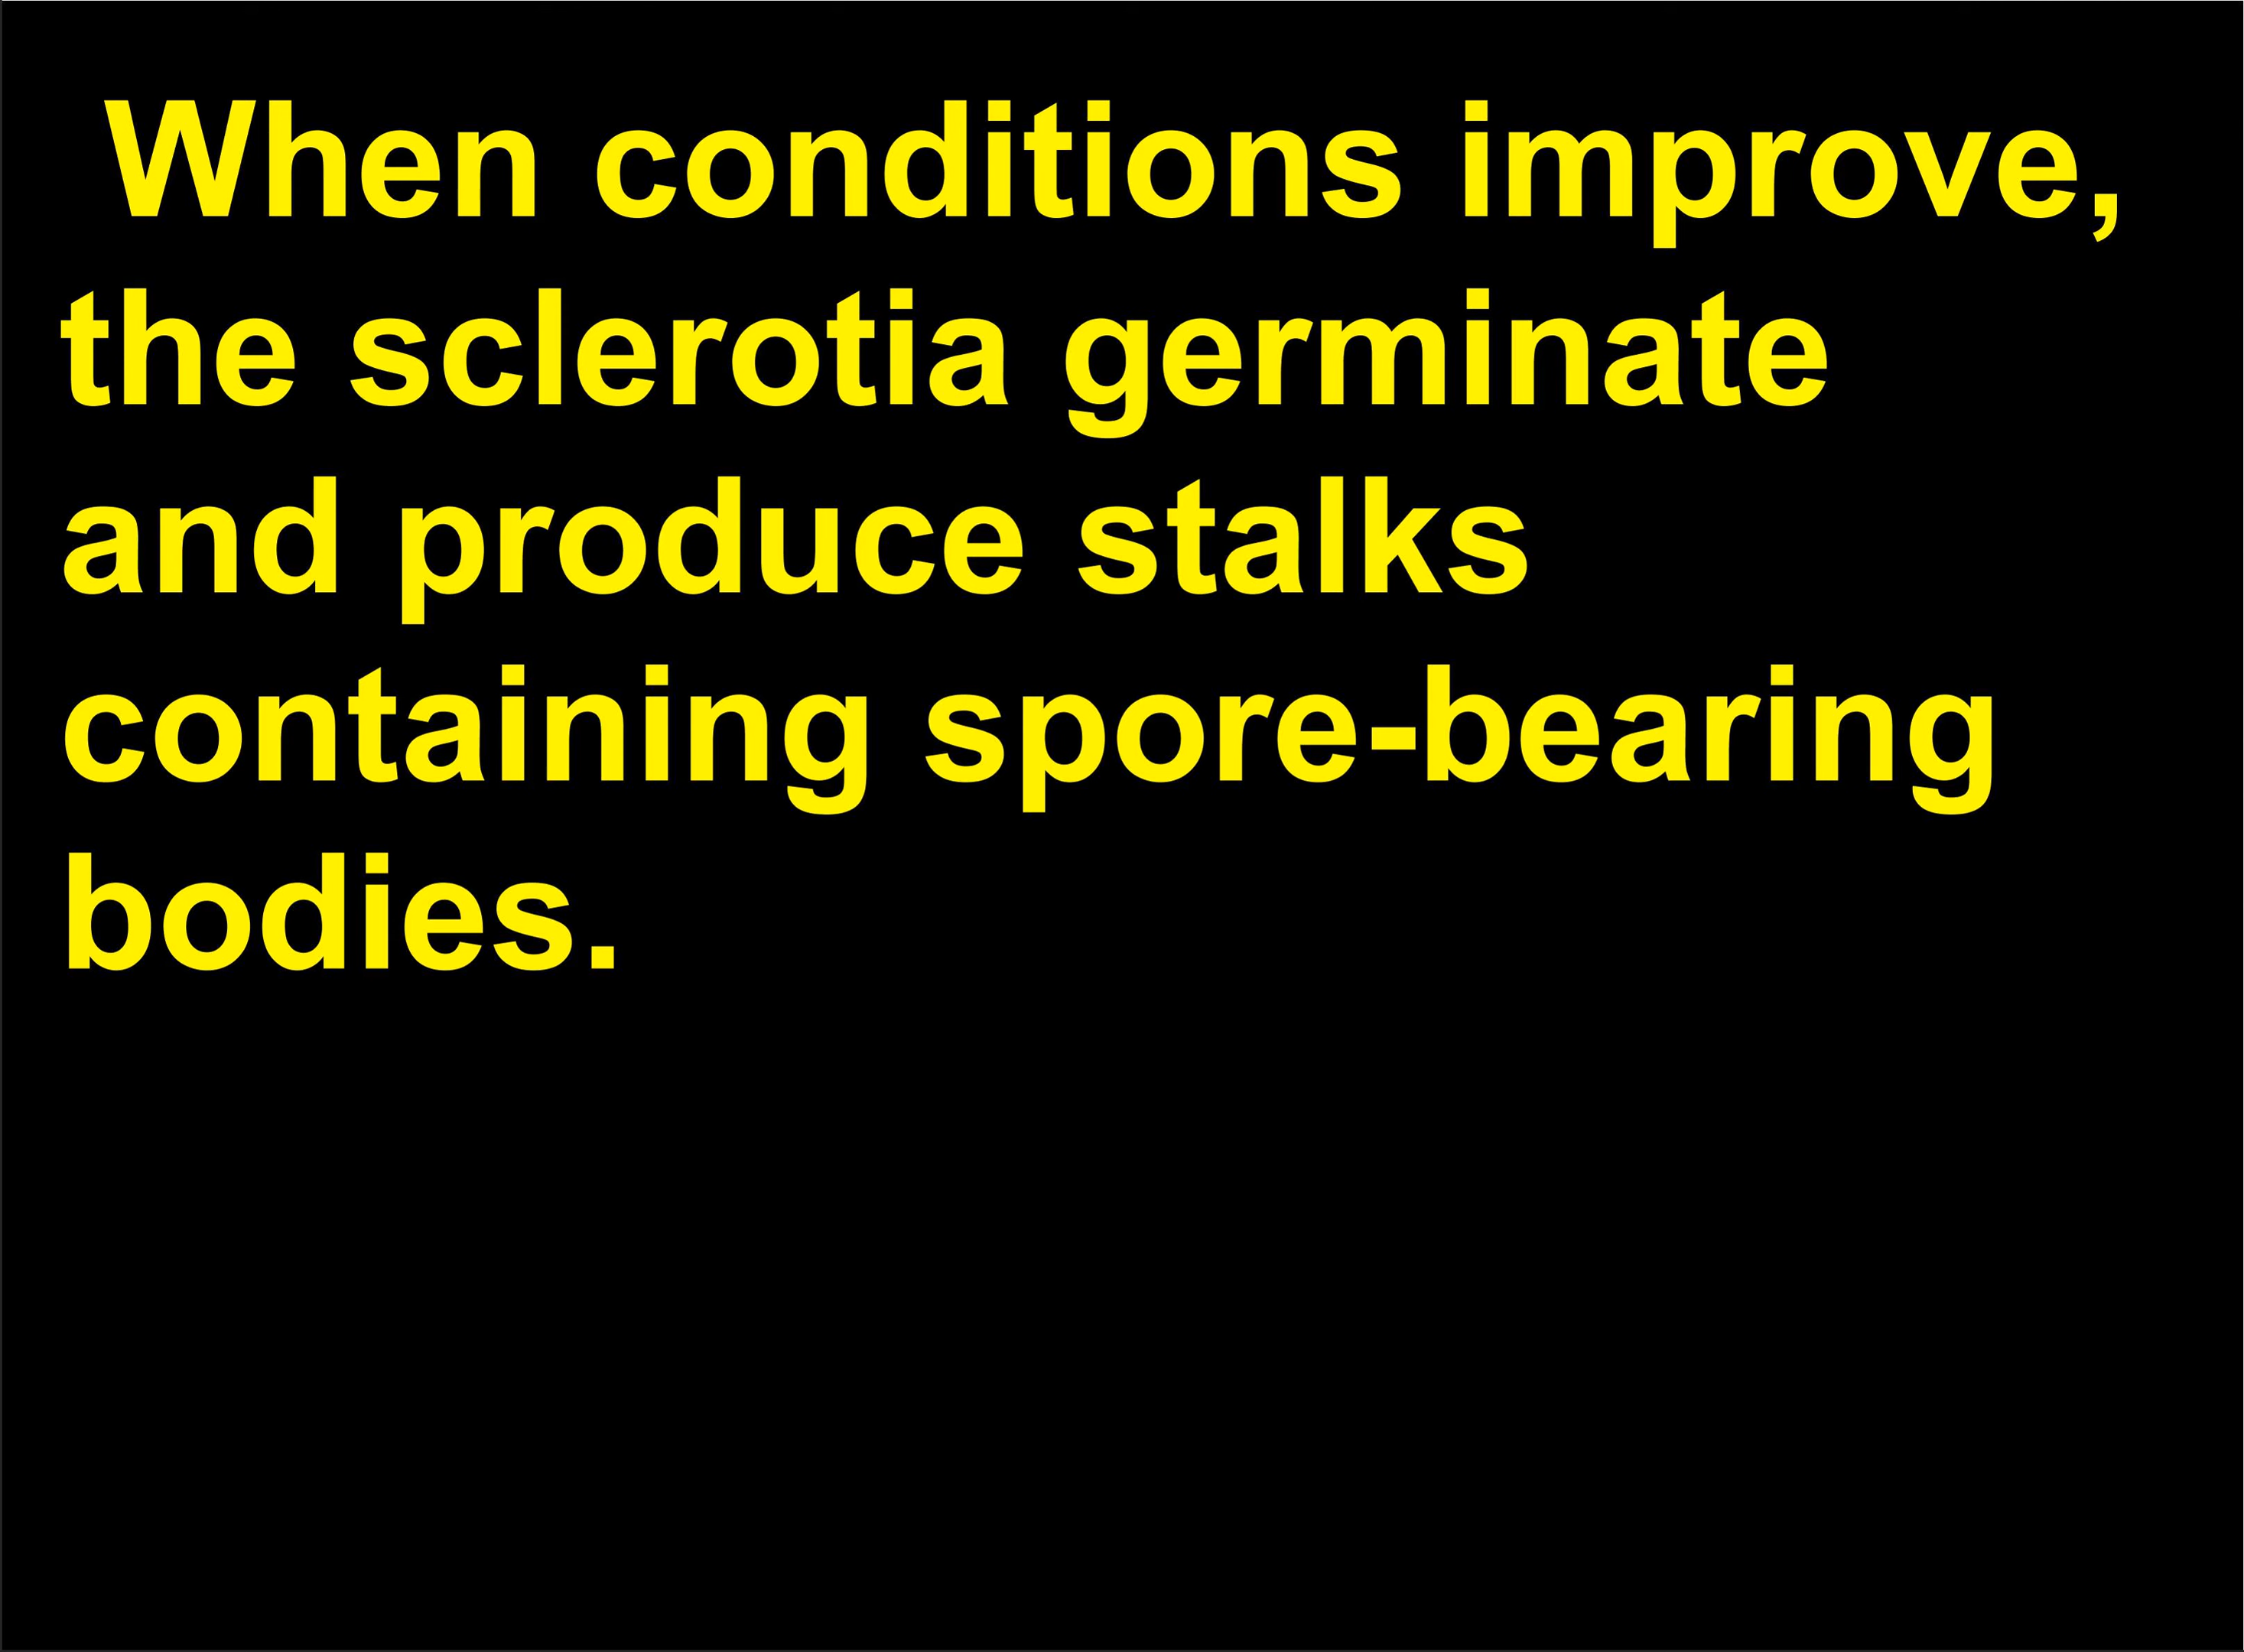 When conditions improve,
the sclerotia germinate
and produce stalks
containing spore-bearing
bodies.